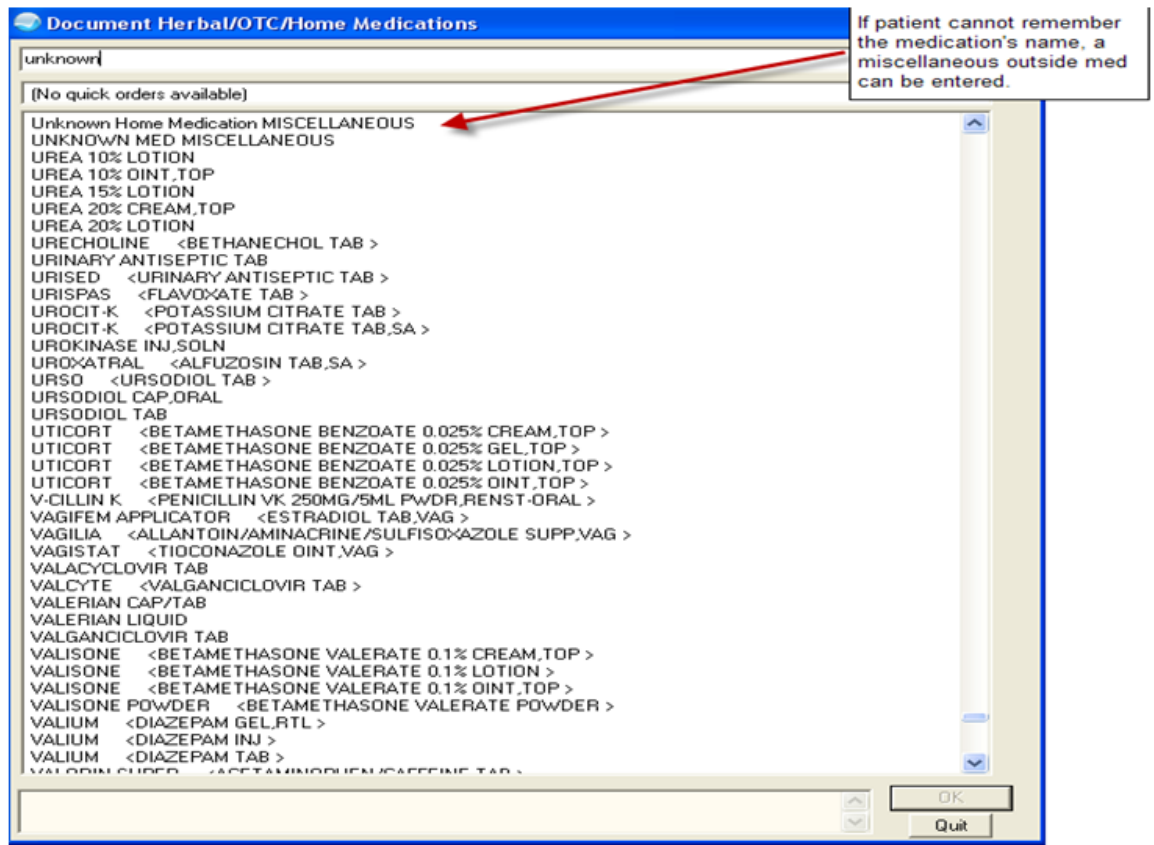 Document Herbal/OTC/Home Medications
If patient cannot remember
the medication's name, a
miscellaneous outside med
can be entered.
unknown
(No quick orders available)
Unknown Home Medication MISCELLANEOUS
UNKNOWN MED MISCELLANEOUS
UREA 10% LOTION
UREA 10% OINT,TOP
UREA 15% LOTION
UREA 20% CREAM,TOP
UREA 20% LOTION
URECHOLINE <BETHANECHOL TAB >
URINARY ANTISEPTIC TAB
URISED <URINARY ANTISEPTIC TAB >
URISPAS <FLAVOXATE TAB >
UROCIT-K <POTASSIUM CITRATE TAB >
UROCIT-K <POTASSIUM CITRATE TAB,SA >
UROKINASE INJ,SOLN
UROXATRAL <ALFUZOSIN TAB,SA >
URSO <URSODIOL TAB >
URSODIOL CAP,ORAL
URSODIOL TAB
UTICORT <BETAMETHASONE BENZOATE 0.025% CREAM,TOP >
UTICORT <BETAMETHASONE BENZOATE 0.025% GEL,TOP >
UTICORT <BETAMETHASONE BENZOATE 0.025% LOTION,TOP >
UTICORT <BETAMETHASONE BENZOATE 0.025% OINT,TOP >
V-CILLIN K <PENICILLIN VK 250MG/5ML PWDR,RENST-ORAL >
VAGIFEM APPLICATOR <ESTRADIOL TAB,VAG >
VAGILIA <ALLANTOIN/AMINACRINE/SULFISOXAZOLE SUPP,VAG >
VAGISTAT <TIOCONAZOLE OINT,VAG >
VALACYCLOVIR TAB
VALCYTE <VALGANCICLOVIR TAB >
VALERIAN CAP/TAB
VALERIAN LIQUID
VALGANCICLOVIR TAB
VALISONE <BETAMETHASONE VALERATE 0.1% CREAM,TOP >
VALISONE <BETAMETHASONE VALERATE 0.1% LOTION >
VALISONE <BETAMETHASONE VALERATE 0.1% OINT,TOP >
VALISONE POWDER <BETAMETHASONE VALERATE POWDER >
VALIUM <DIAZEPAM GEL,RTL >
VALIUM <DIAZEPAM INJ >
VALIUM <DIAZEPAM TAB >
OK
Quit